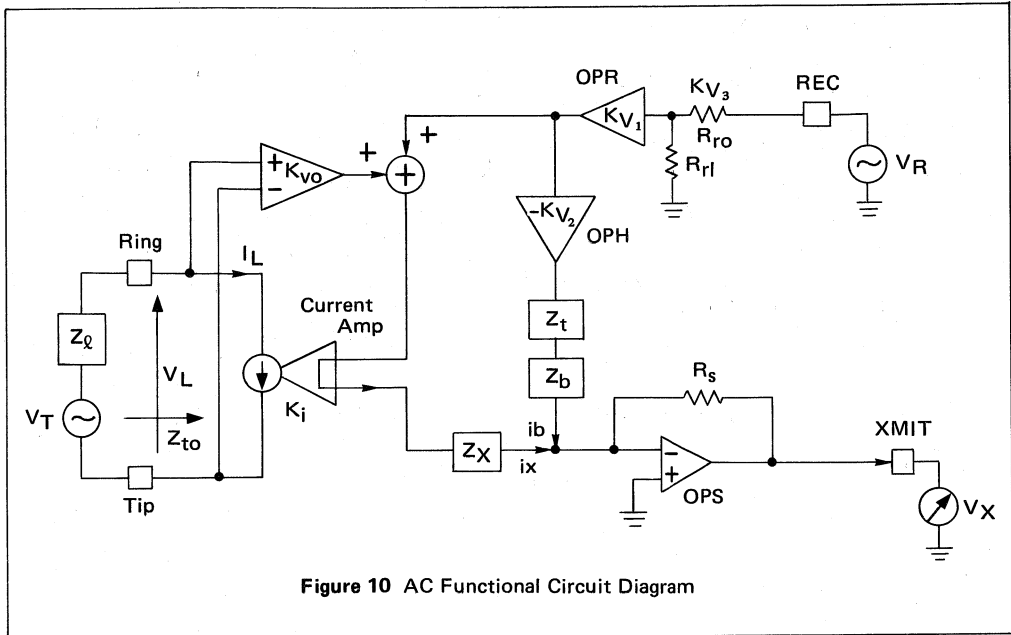 OPR
KV3
REC
KV1
Rro
Rrl
VR
+
+
+
+
-
Kvo
-KV2
OPH
Ring
IL
Current
Amp
Zt
Zℓ
VL
Zb
Rs
VT
Zto
Ki
ib
XMIT
ZX
ix
-
+
OPS
Tip
VX
Figure 10 AC Functional Circuit Diagram